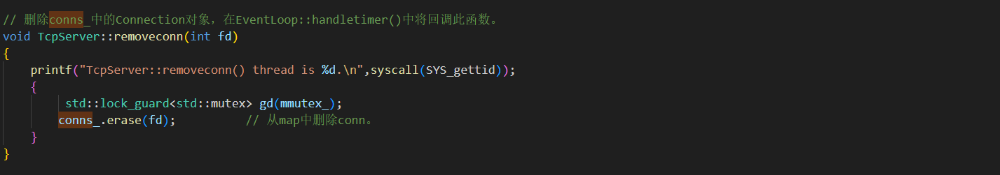 // 删除conns_中的Connection对象，在EventLoop::handletimer()中将回调此函数。
void TcpServer::removeconn(int fd)
{
    printf("TcpServer::removeconn() thread is %d.\n",syscall(SYS_gettid));
    {
         std::lock_guard<std::mutex> gd(mmutex_);
        conns_.erase(fd);          // 从map中删除conn。
    }
}